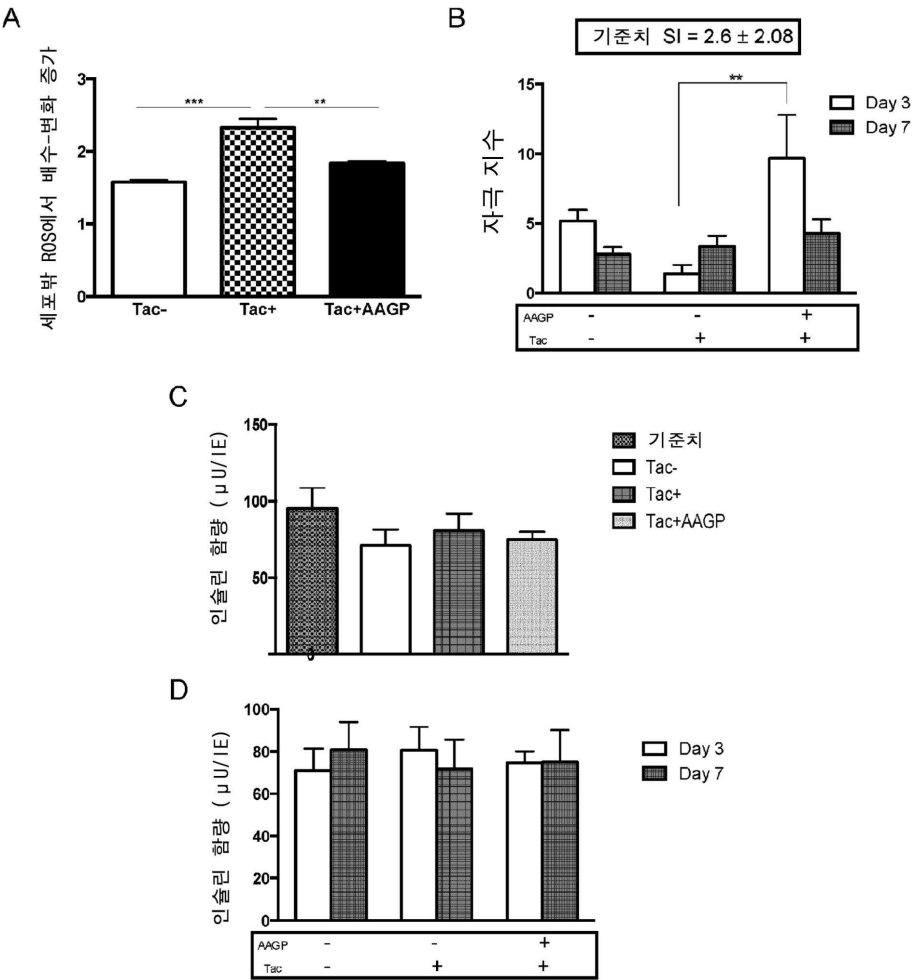 A
세포밖 ROS에서 배수-변화 증가
3
2
1
0
***
**
Tac- Tac+ Tac+AAGP
B
기준치 SI = 2.6 ± 2.08
자극 지수
15
10
5
0
**
Day 3
Day 7
AAGP - - +
Tac - + +
C
인슐린 함량 (μU/IE)
150
100
50
0
기준치
Tac-
Tac+
Tac+AAGP
D
인슐린 함량 (μU/IE)
100
80
60
40
20
0
Day 3
Day 7
AAGP - - +
Tac - + +